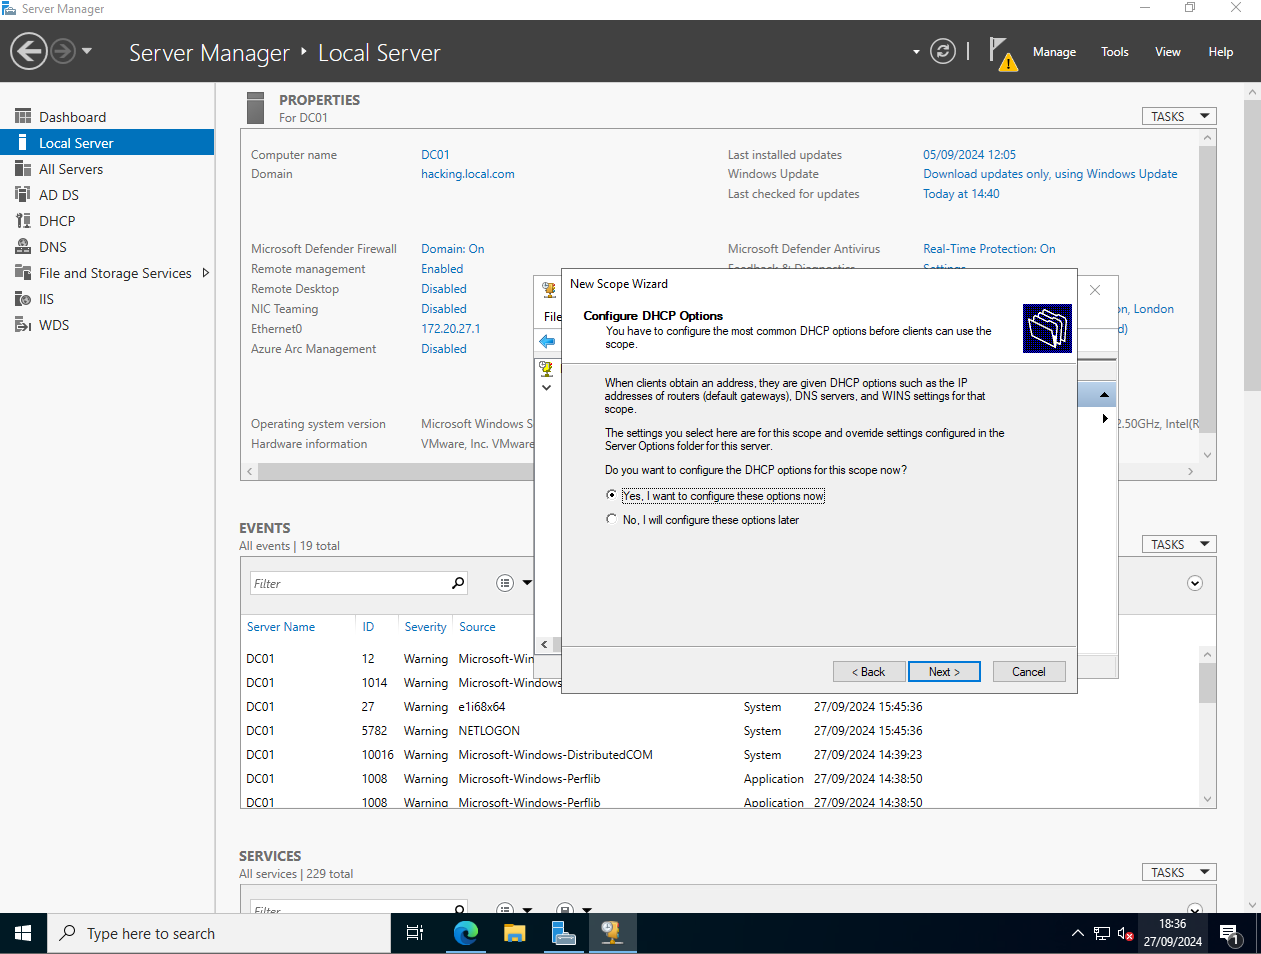 Server Manager
Server Manager
Local Server
Manage
Tools
View
Help
Dashboard
Local Server
All Servers
AD DS
DHCP
DNS
File and Storage Services
IIS
WDS
PROPERTIES
For DC01
TASKS
Computer name DC01
Domain hacking.local.com
Last installed updates 05/09/2024 12:05
Windows Update Download updates only, using Windows Update
Last checked for updates Today at 14:40
Microsoft Defender Firewall Domain: On
Remote management Enabled
Remote Desktop Disabled
NIC Teaming Disabled
Ethernet0 172.20.27.1
Azure Arc Management Disabled
Microsoft Defender Antivirus Real-Time Protection: On
Feedback & Diagnostics Settings
on, London
d)
Operating system version Microsoft Windows S
Hardware information VMware, Inc. VMware
2.50GHz, Intel(R
File
New Scope Wizard
Configure DHCP Options
You have to configure the most common DHCP options before clients can use the
scope.
When clients obtain an address, they are given DHCP options such as the IP
addresses of routers (default gateways), DNS servers, and WINS settings for that
scope.
The settings you select here are for this scope and override settings configured in the
Server Options folder for this server.
Do you want to configure the DHCP options for this scope now?
Yes, I want to configure these options now
No, I will configure these options later
< Back
Next >
Cancel
EVENTS
All events | 19 total
TASKS
Filter
Server Name ID Severity Source
DC01 12 Warning Microsoft-Win
DC01 1014 Warning Microsoft-Windows
DC01 27 Warning e1i68x64 System 27/09/2024 15:45:36
DC01 5782 Warning NETLOGON System 27/09/2024 15:45:36
DC01 10016 Warning Microsoft-Windows-DistributedCOM System 27/09/2024 14:39:23
DC01 1008 Warning Microsoft-Windows-Perflib Application 27/09/2024 14:38:50
DC01 1008 Warning Microsoft-Windows-Perflib Application 27/09/2024 14:38:50
SERVICES
All services | 229 total
TASKS
Filter
Type here to search
18:36
27/09/2024
1